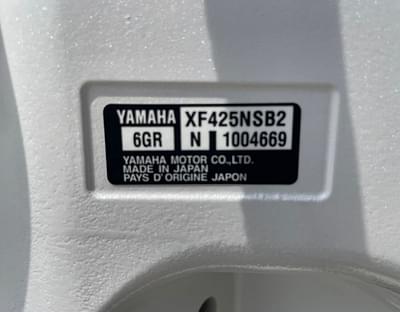 YAMAHA XF425NSB2
6GR N 1004669
YAMAHA MOTOR CO.,LTD.
MADE IN JAPAN
PAYS D'ORIGINE JAPON